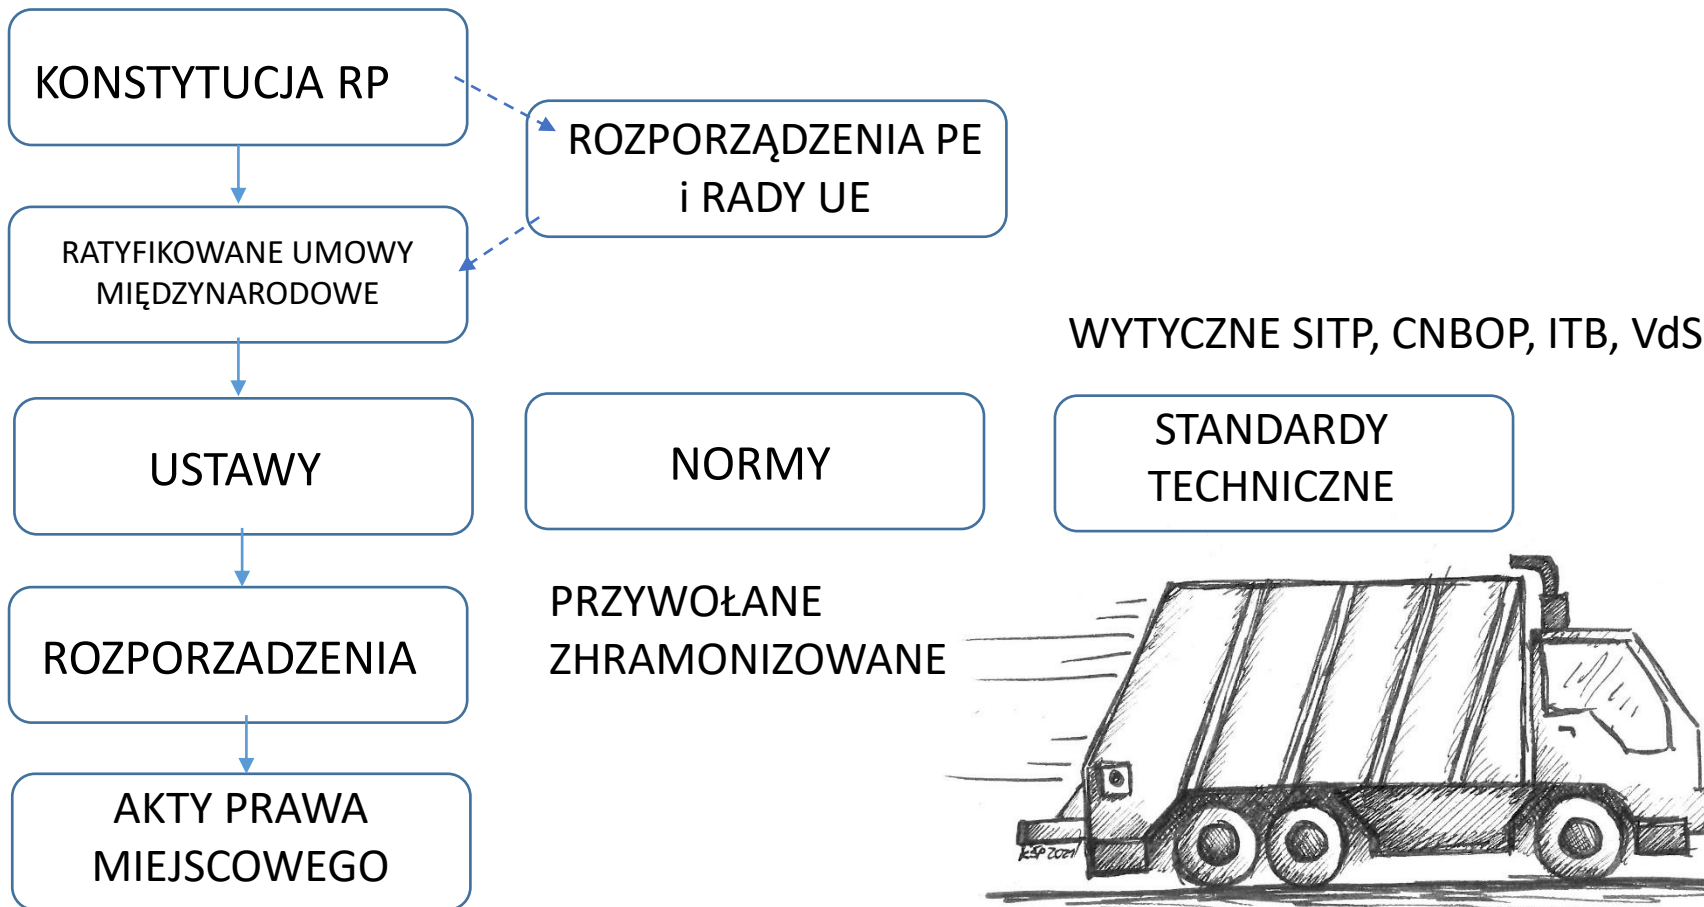 KONSTYTUCJA RP
ROZPORZĄDZENIA PE
i RADY UE
RATYFIKOWANE UMOWY
MIĘDZYNARODOWE
WYTYCZNE SITP, CNBOP, ITB, VdS
USTAWY
NORMY
STANDARDY
TECHNICZNE
ROZPORZADZENIA
PRZYWOŁANE
ZHRAMONIZOWANE
AKTY PRAWA
MIEJSCOWEGO
2021